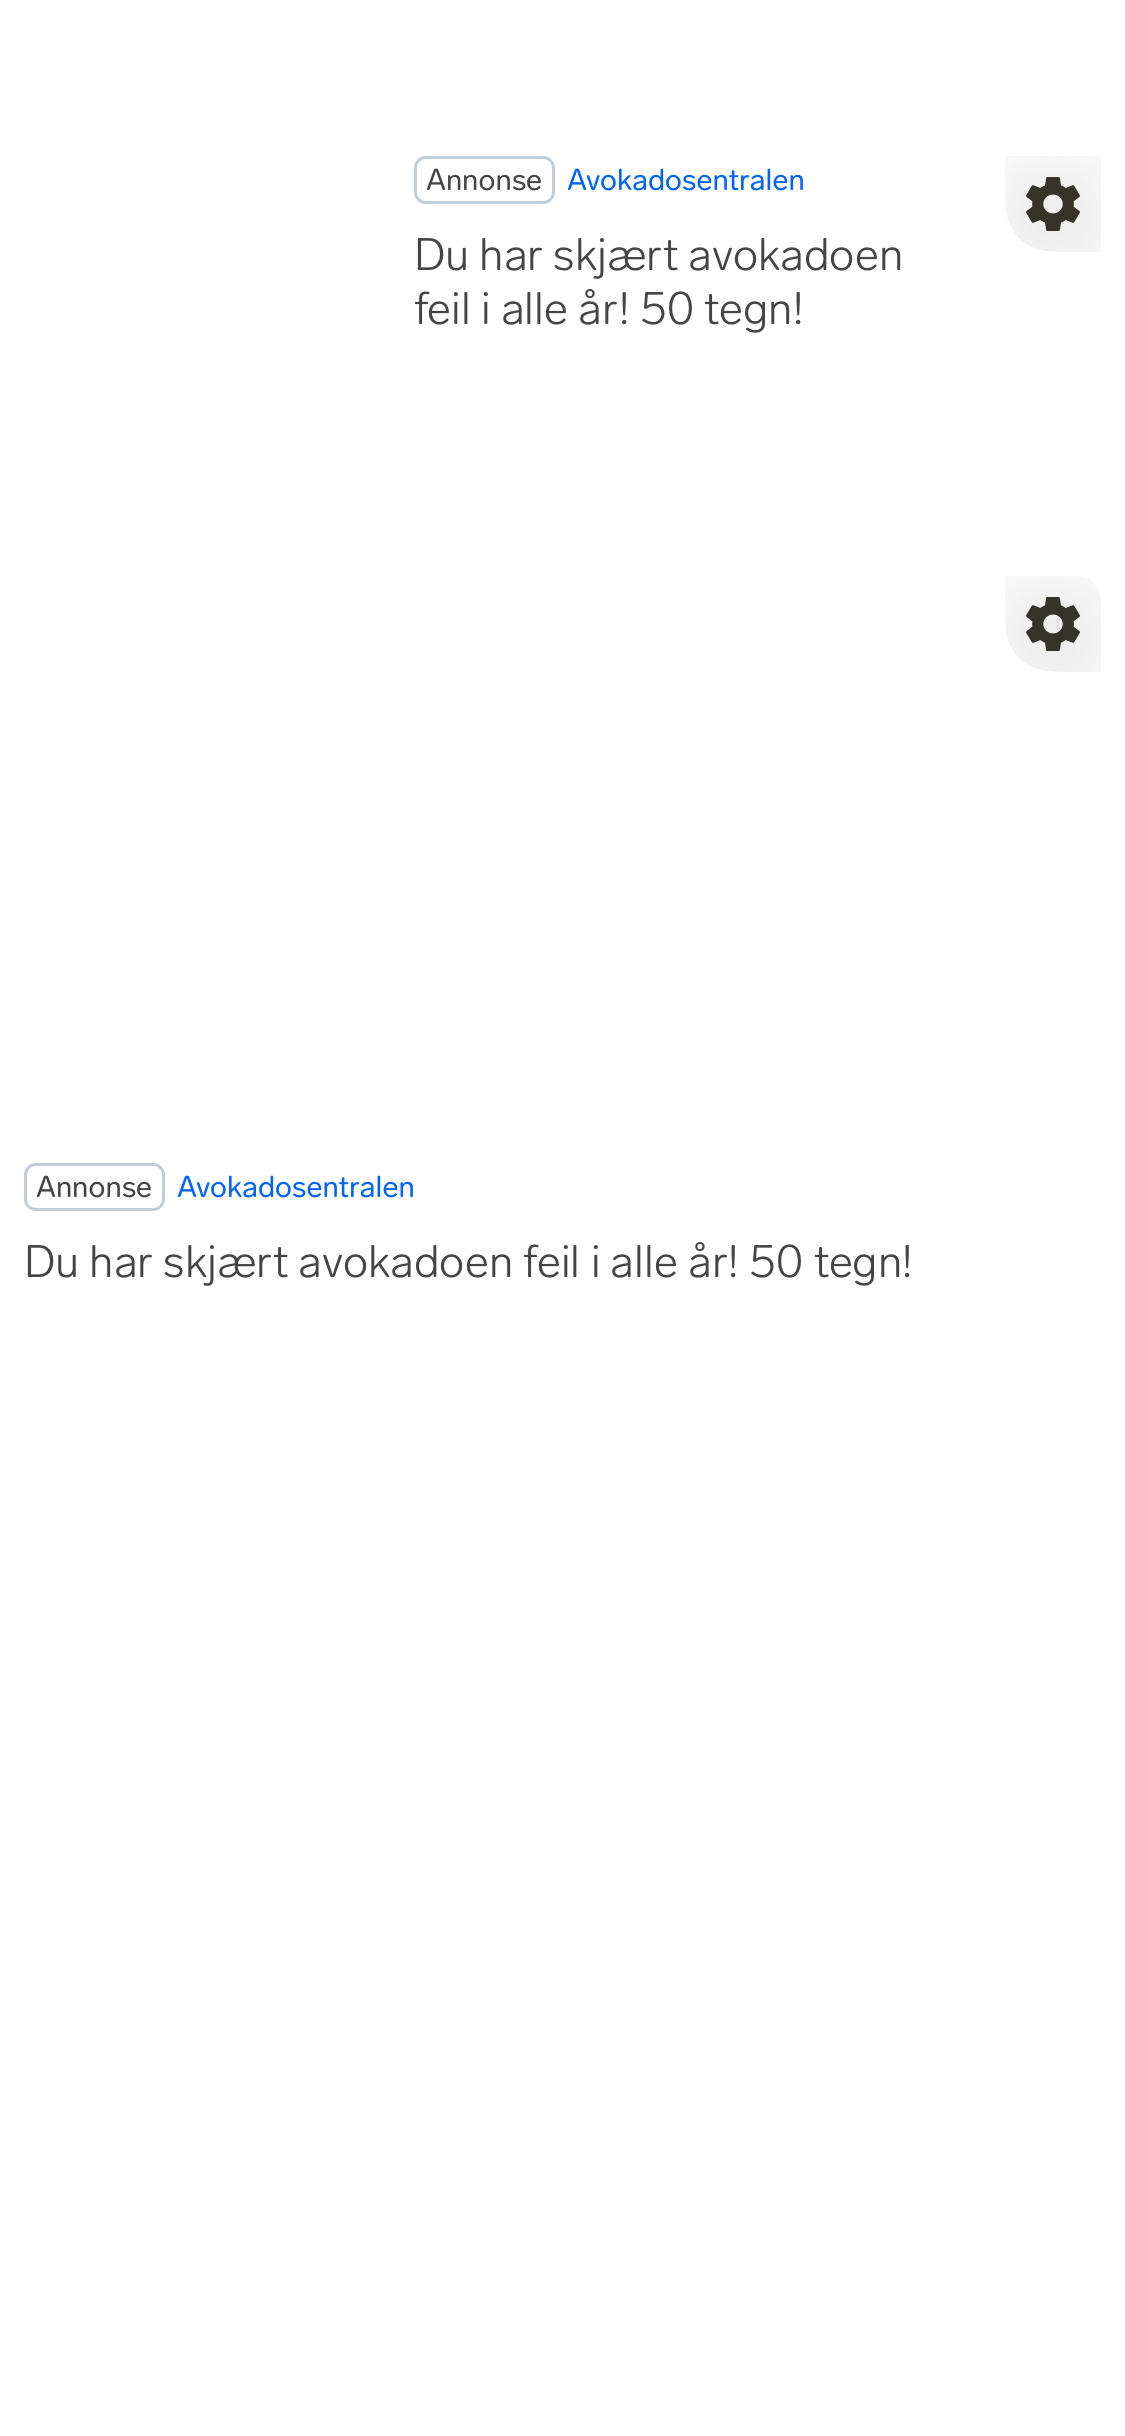 Annonse Avokadosentralen
Du har skjært avokadoen
feil i alle år! 50 tegn!
Annonse Avokadosentralen
Du har skjært avokadoen feil i alle år! 50 tegn!